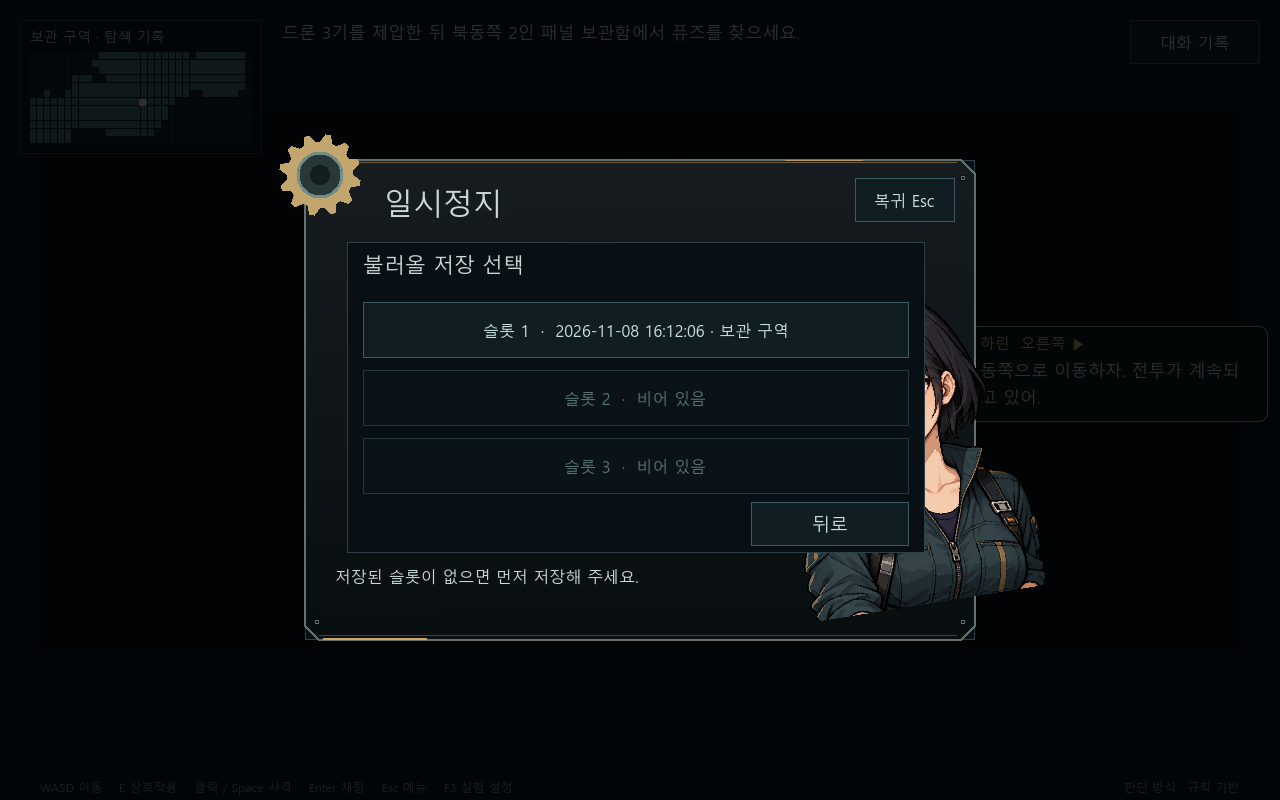 보관 구역 · 탐색 기록
드론 3기를 제압한 뒤 북동쪽 2인 패널 보관함에서 퓨즈를 찾으세요.
대화 기록
일시정지
복귀 Esc
불러올 저장 선택
슬롯 1 · 2026-11-08 16:12:06 · 보관 구역
슬롯 2 · 비어 있음
슬롯 3 · 비어 있음
뒤로
하린 오른쪽 ▶
동쪽으로 이동하자. 전투가 계속되
고 있어.
저장된 슬롯이 없으면 먼저 저장해 주세요.
WASD 이동 E 상호작용 클릭 / Space 사격 Enter 채팅 Esc 메뉴 F3 실험 설정
판단 방식 · 규칙 기반